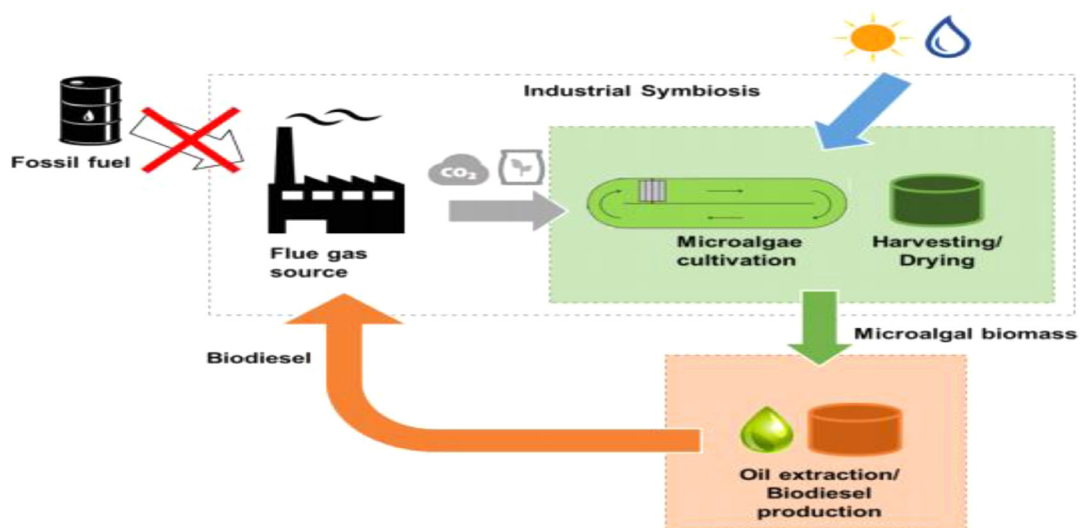 Industrial Symbiosis
Fossil fuel
CO₂
Flue gas
source
Microalgae
cultivation
Harvesting/
Drying
Microalgal biomass
Biodiesel
Oil extraction/
Biodiesel
production